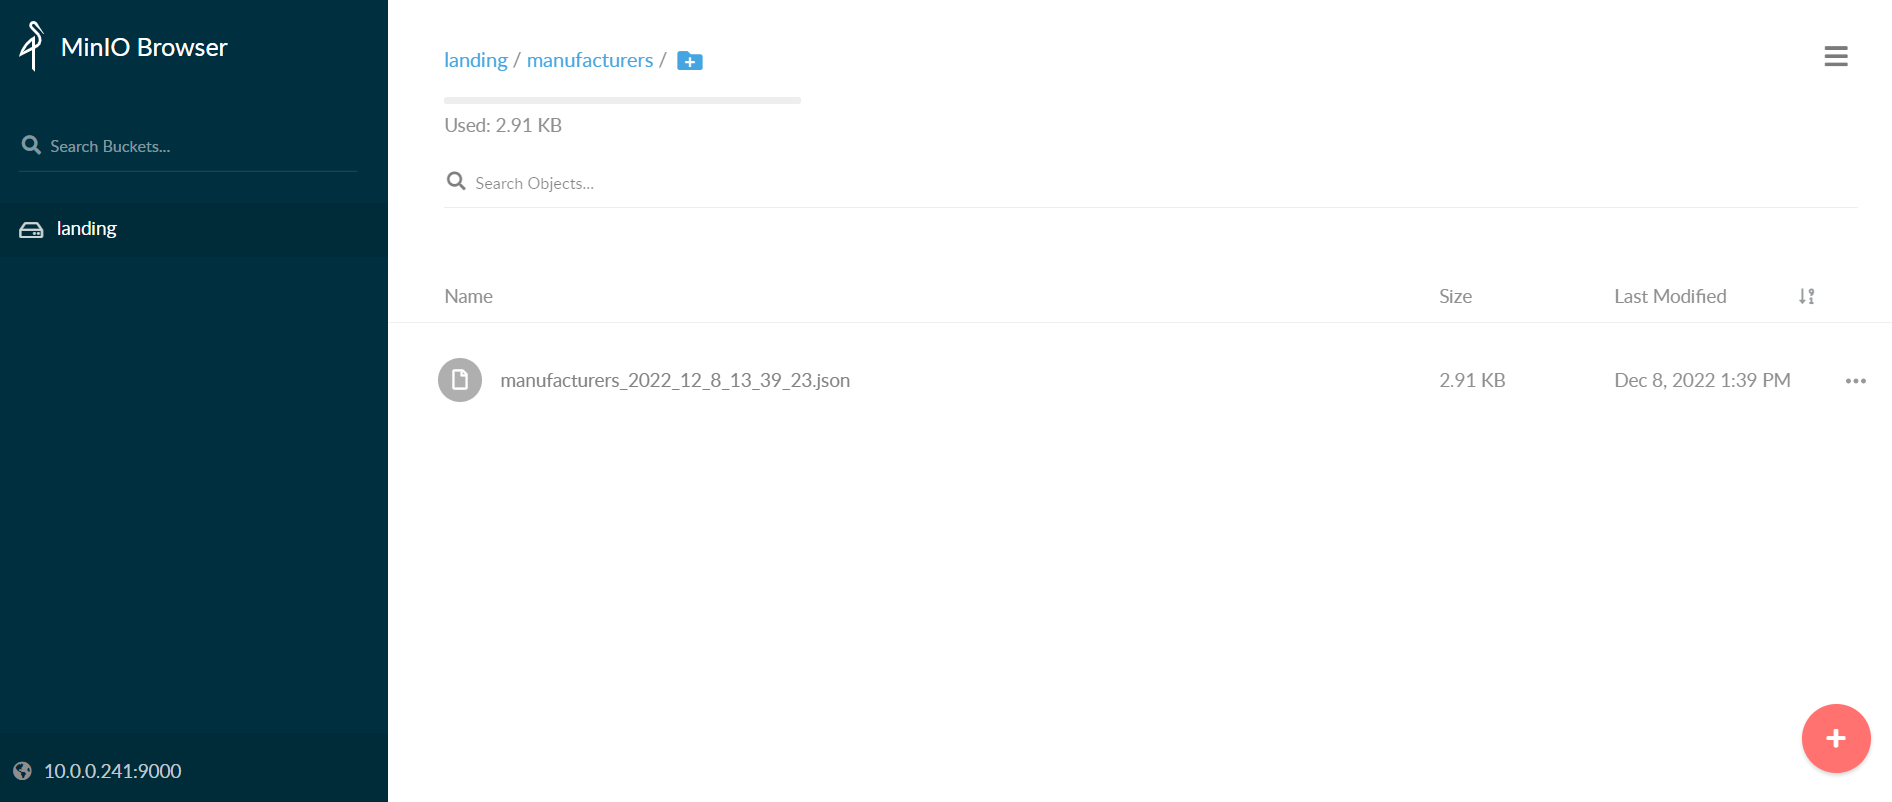 MinIO Browser
Search Buckets...
landing
10.0.0.241:9000
landing / manufacturers /
Used: 2.91 KB
Search Objects...
Name Size Last Modified
manufacturers_2022_12_8_13_39_23.json 2.91 KB Dec 8, 2022 1:39 PM